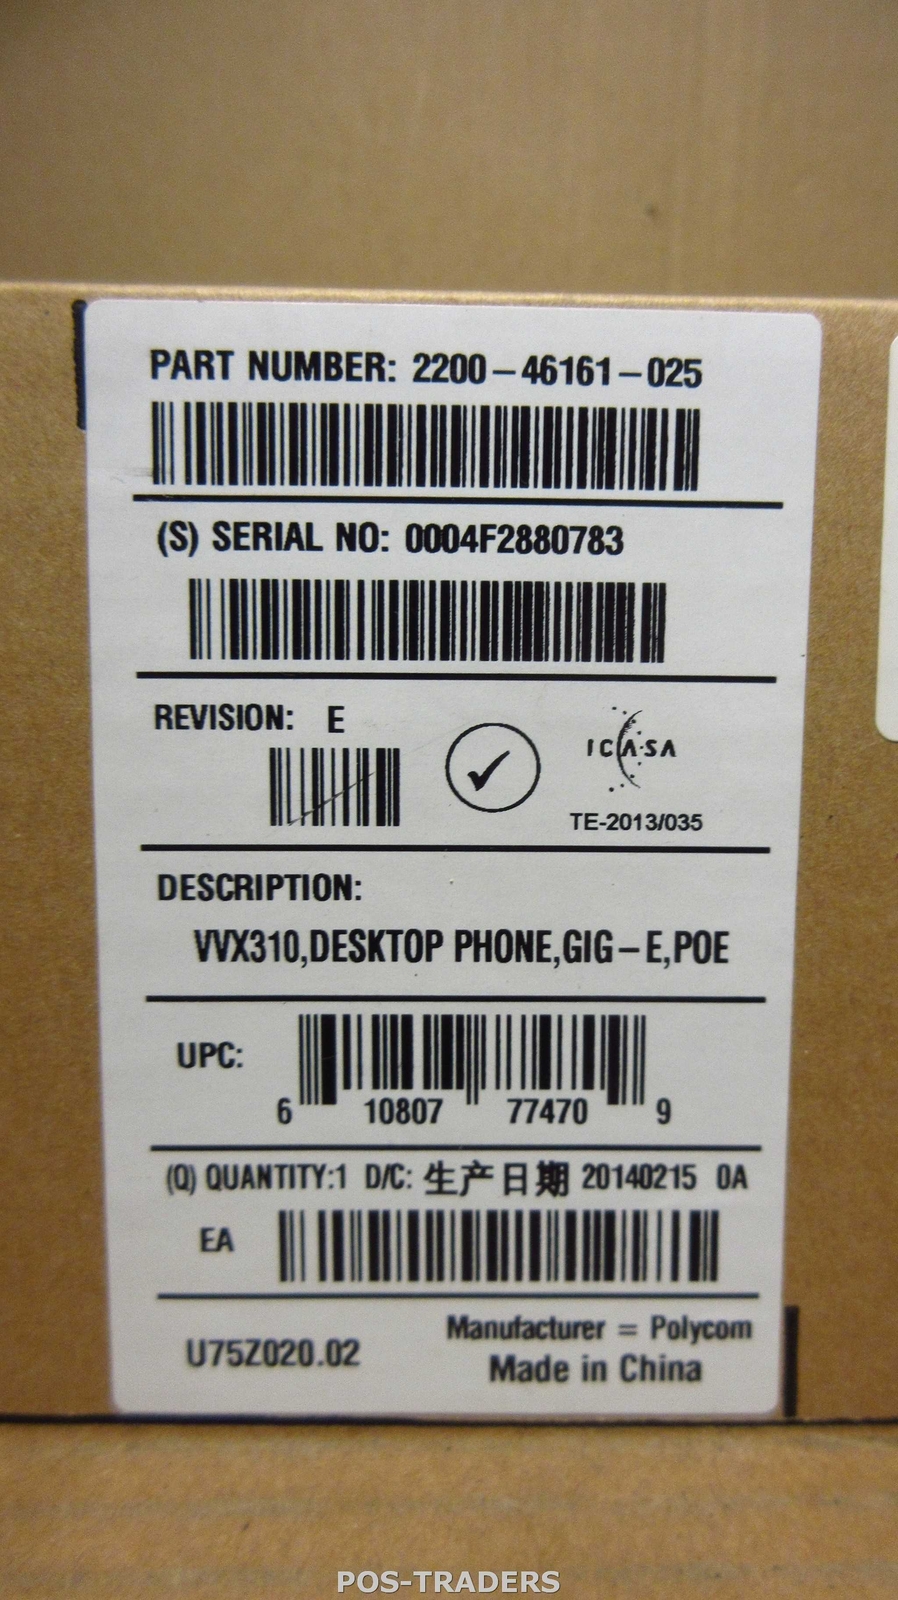 PART NUMBER: 2200-46161-025
(S) SERIAL NO: 0004F2880783
REVISION: E
ICASA
TE-2013/035
DESCRIPTION:
VVX310,DESKTOP PHONE,GIG-E,POE
UPC:
6 10807 77470 9
(Q) QUANTITY:1 D/C: 生产日期 20140215 0A
EA
U75Z020.02
Manufacturer = Polycom
Made in China
POS-TRADERS